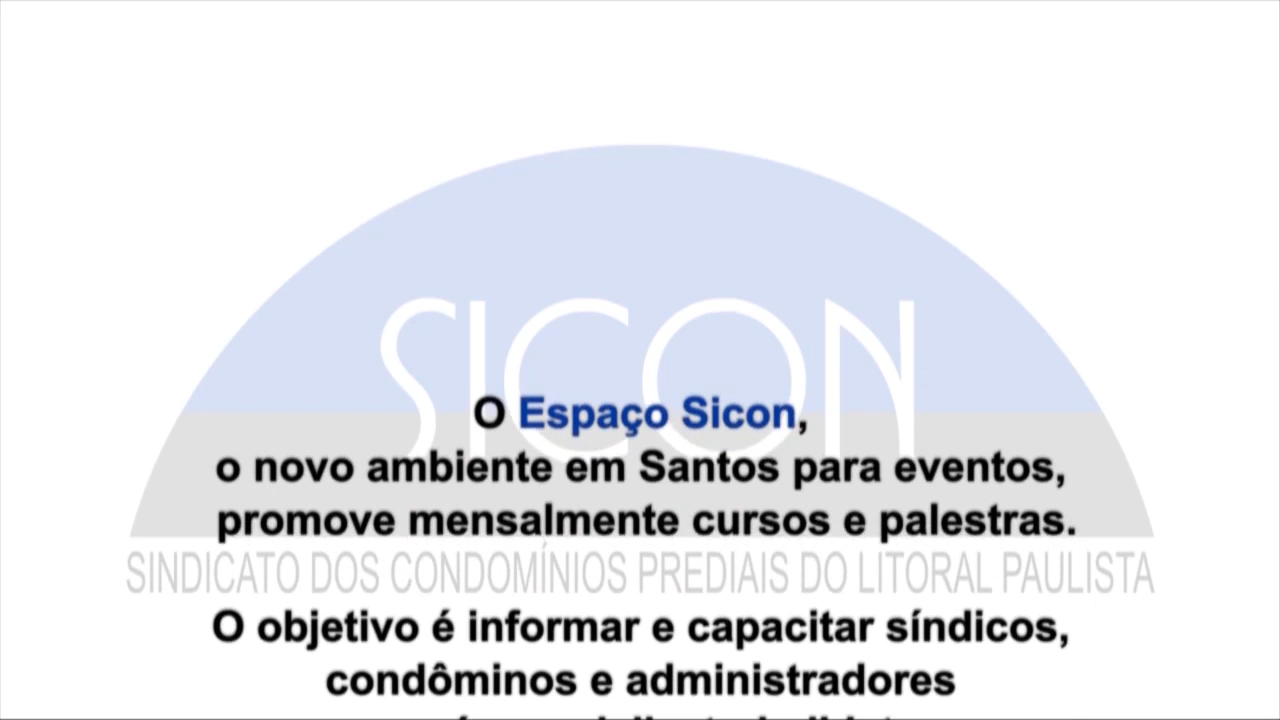 SICON
O Espaço Sicon,
o novo ambiente em Santos para eventos,
promove mensalmente cursos e palestras.
SINDICATO DOS CONDOMÍNIOS PREDIAIS DO LITORAL PAULISTA
O objetivo é informar e capacitar síndicos,
condôminos e administradores